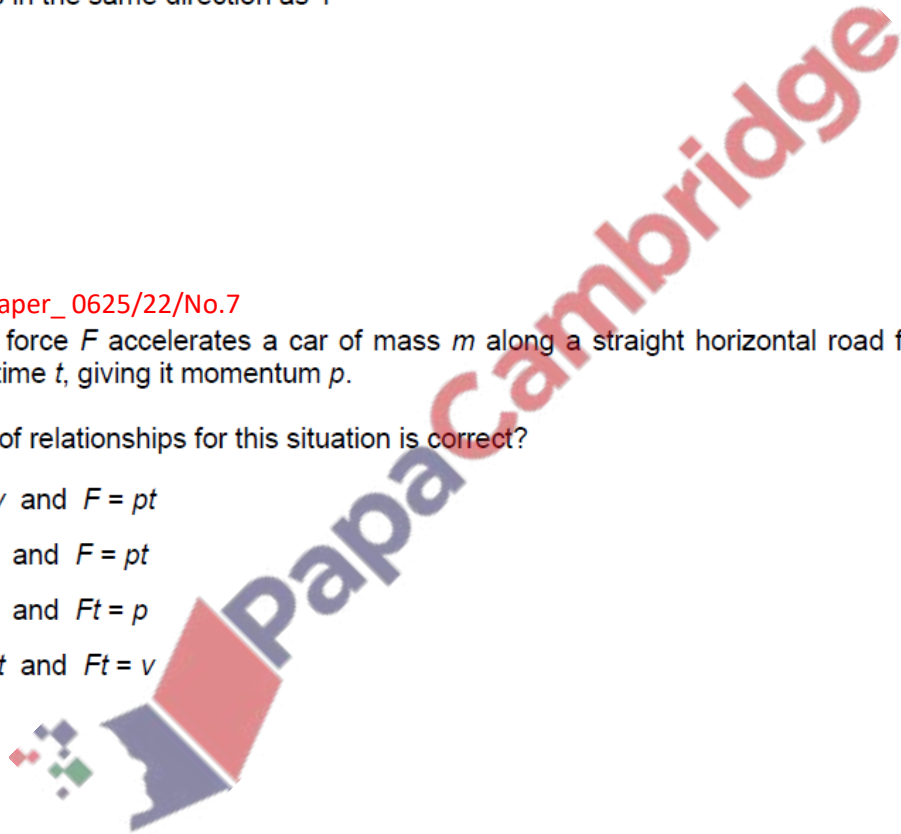 in the same direction as
aper_ 0625/22/No.7
force F accelerates a car of mass m along a straight horizontal road f
time t, giving it momentum p.
of relationships for this situation is correct?
and F = pt
and F = pt
and Ft = p
t and Ft = v
PapaCambridge